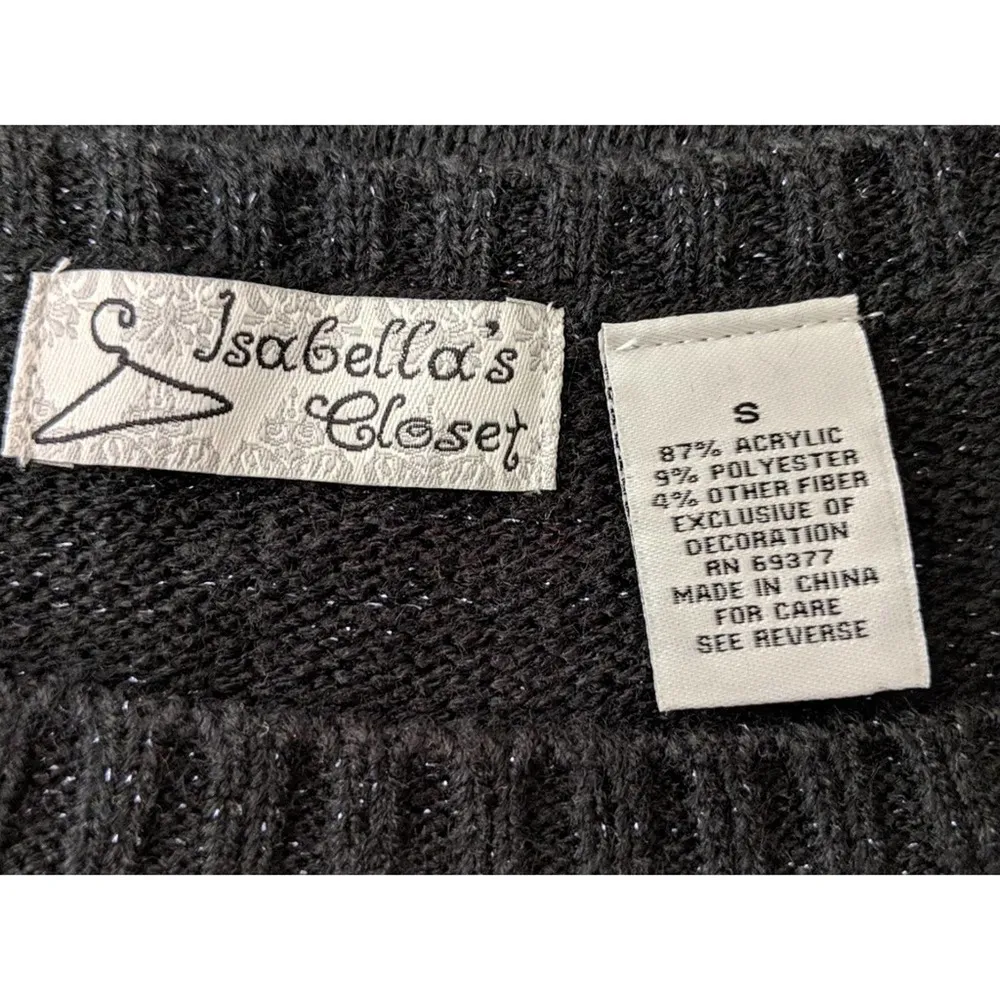 Isabella's
Closet
S
87% ACRYLIC
9% POLYESTER
4% OTHER FIBER
EXCLUSIVE OF
DECORATION
RN 69377
MADE IN CHINA
FOR CARE
SEE REVERSE